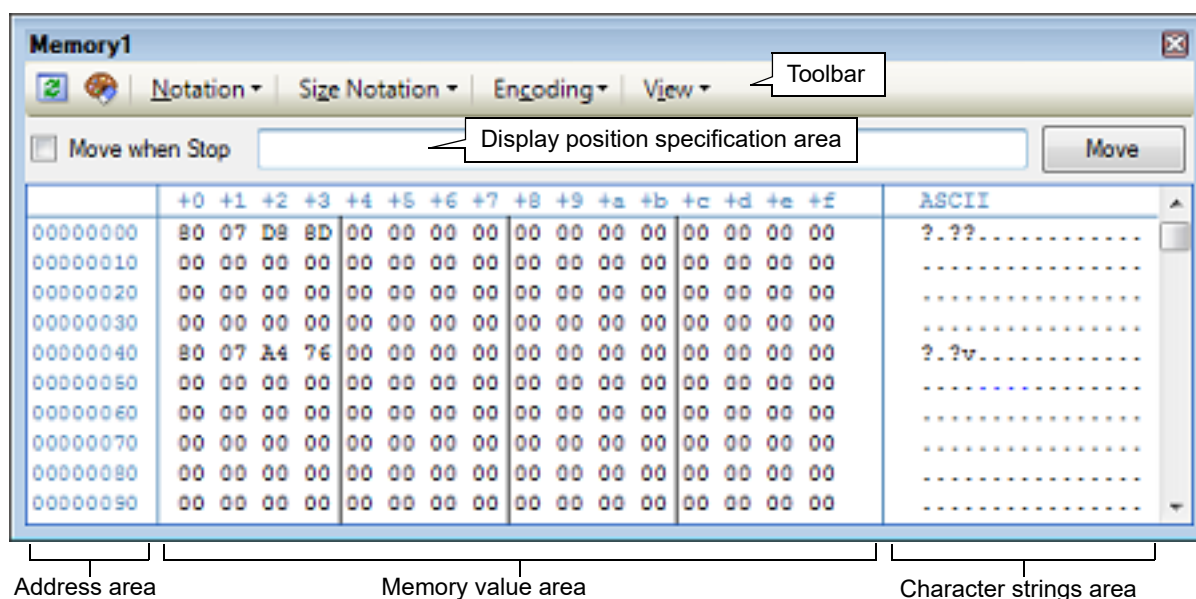 Memory1
Notation Size Notation Encoding View Toolbar
Move when Stop Display position specification area Move
+0 +1 +2 +3 +4 +5 +6 +7 +8 +9 +a +b +c +d +e +f ASCII
00000000 80 07 D8 8D 00 00 00 00 00 00 00 00 00 00 00 00 ?.??............
00000010 00 00 00 00 00 00 00 00 00 00 00 00 00 00 00 00 ................
00000020 00 00 00 00 00 00 00 00 00 00 00 00 00 00 00 00 ................
00000030 00 00 00 00 00 00 00 00 00 00 00 00 00 00 00 00 ................
00000040 80 07 A4 76 00 00 00 00 00 00 00 00 00 00 00 00 ?.?v............
00000050 00 00 00 00 00 00 00 00 00 00 00 00 00 00 00 00 ................
00000060 00 00 00 00 00 00 00 00 00 00 00 00 00 00 00 00 ................
00000070 00 00 00 00 00 00 00 00 00 00 00 00 00 00 00 00 ................
00000080 00 00 00 00 00 00 00 00 00 00 00 00 00 00 00 00 ................
00000090 00 00 00 00 00 00 00 00 00 00 00 00 00 00 00 00 ................
Address area Memory value area Character strings area